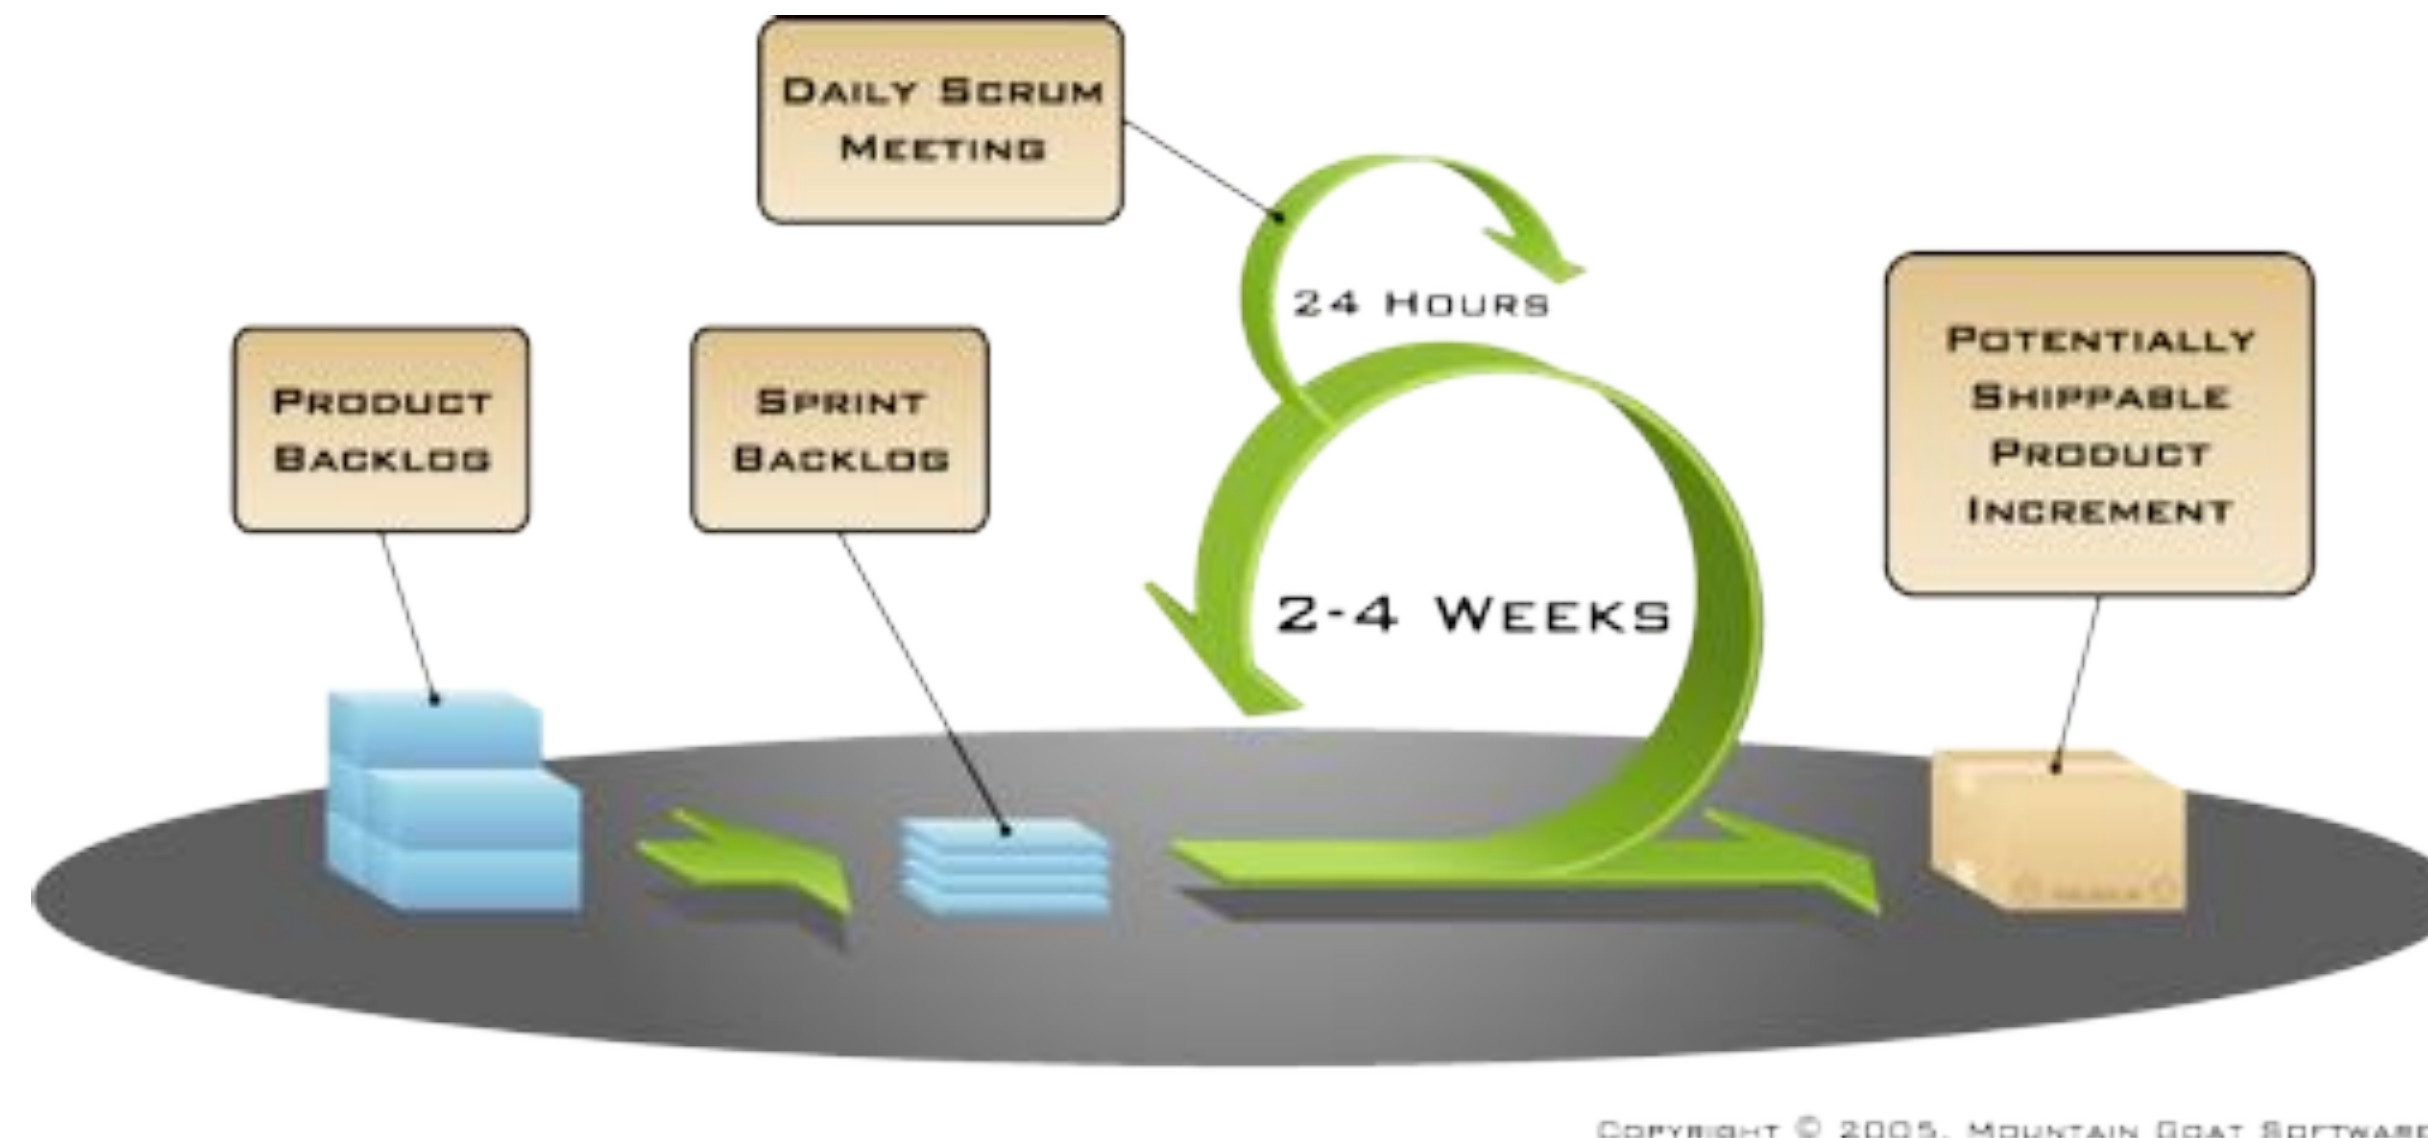 DAILY SCRUM
MEETING
24 HOURS
PRODUCT
BACKLOG
SPRINT
BACKLOG
POTENTIALLY
SHIPPABLE
PRODUCT
INCREMENT
2-4 WEEKS
COPYRIGHT © 2005, MOUNTAIN GOAT SOFTWARE